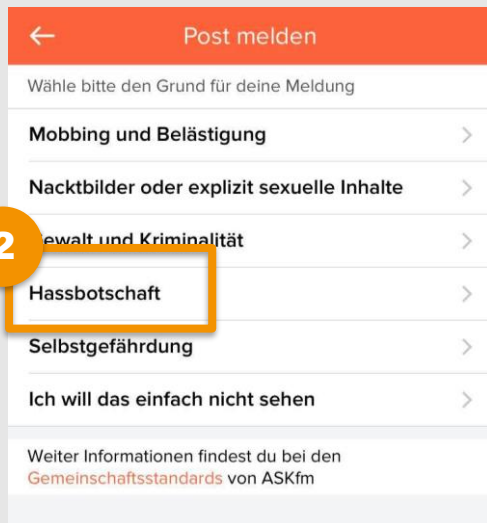 Post melden
Wähle bitte den Grund für deine Meldung
Mobbing und Belästigung
Nacktbilder oder explizit sexuelle Inhalte
2
Gewalt und Kriminalität
Hassbotschaft
Selbstgefährdung
Ich will das einfach nicht sehen
Weiter Informationen findest du bei den
Gemeinschaftsstandards von ASKfm